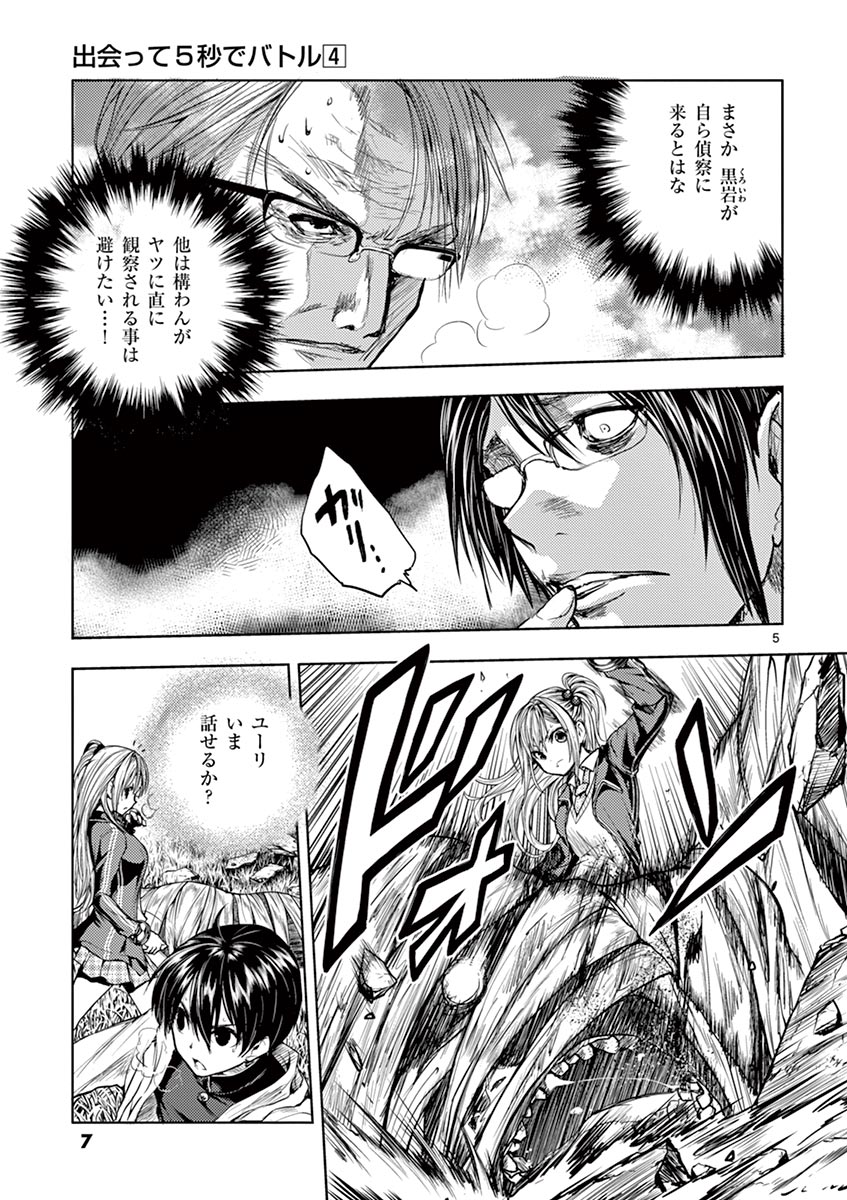 出会って5秒でバトル4
まさか 黒岩が
くろいわ
自ら偵察に
来るとはな
他は構わんが
ヤツに直に
観察される事は
避けたい…!
ガリ…
5
ドメ
ユーリ
いま
話せるか?
7